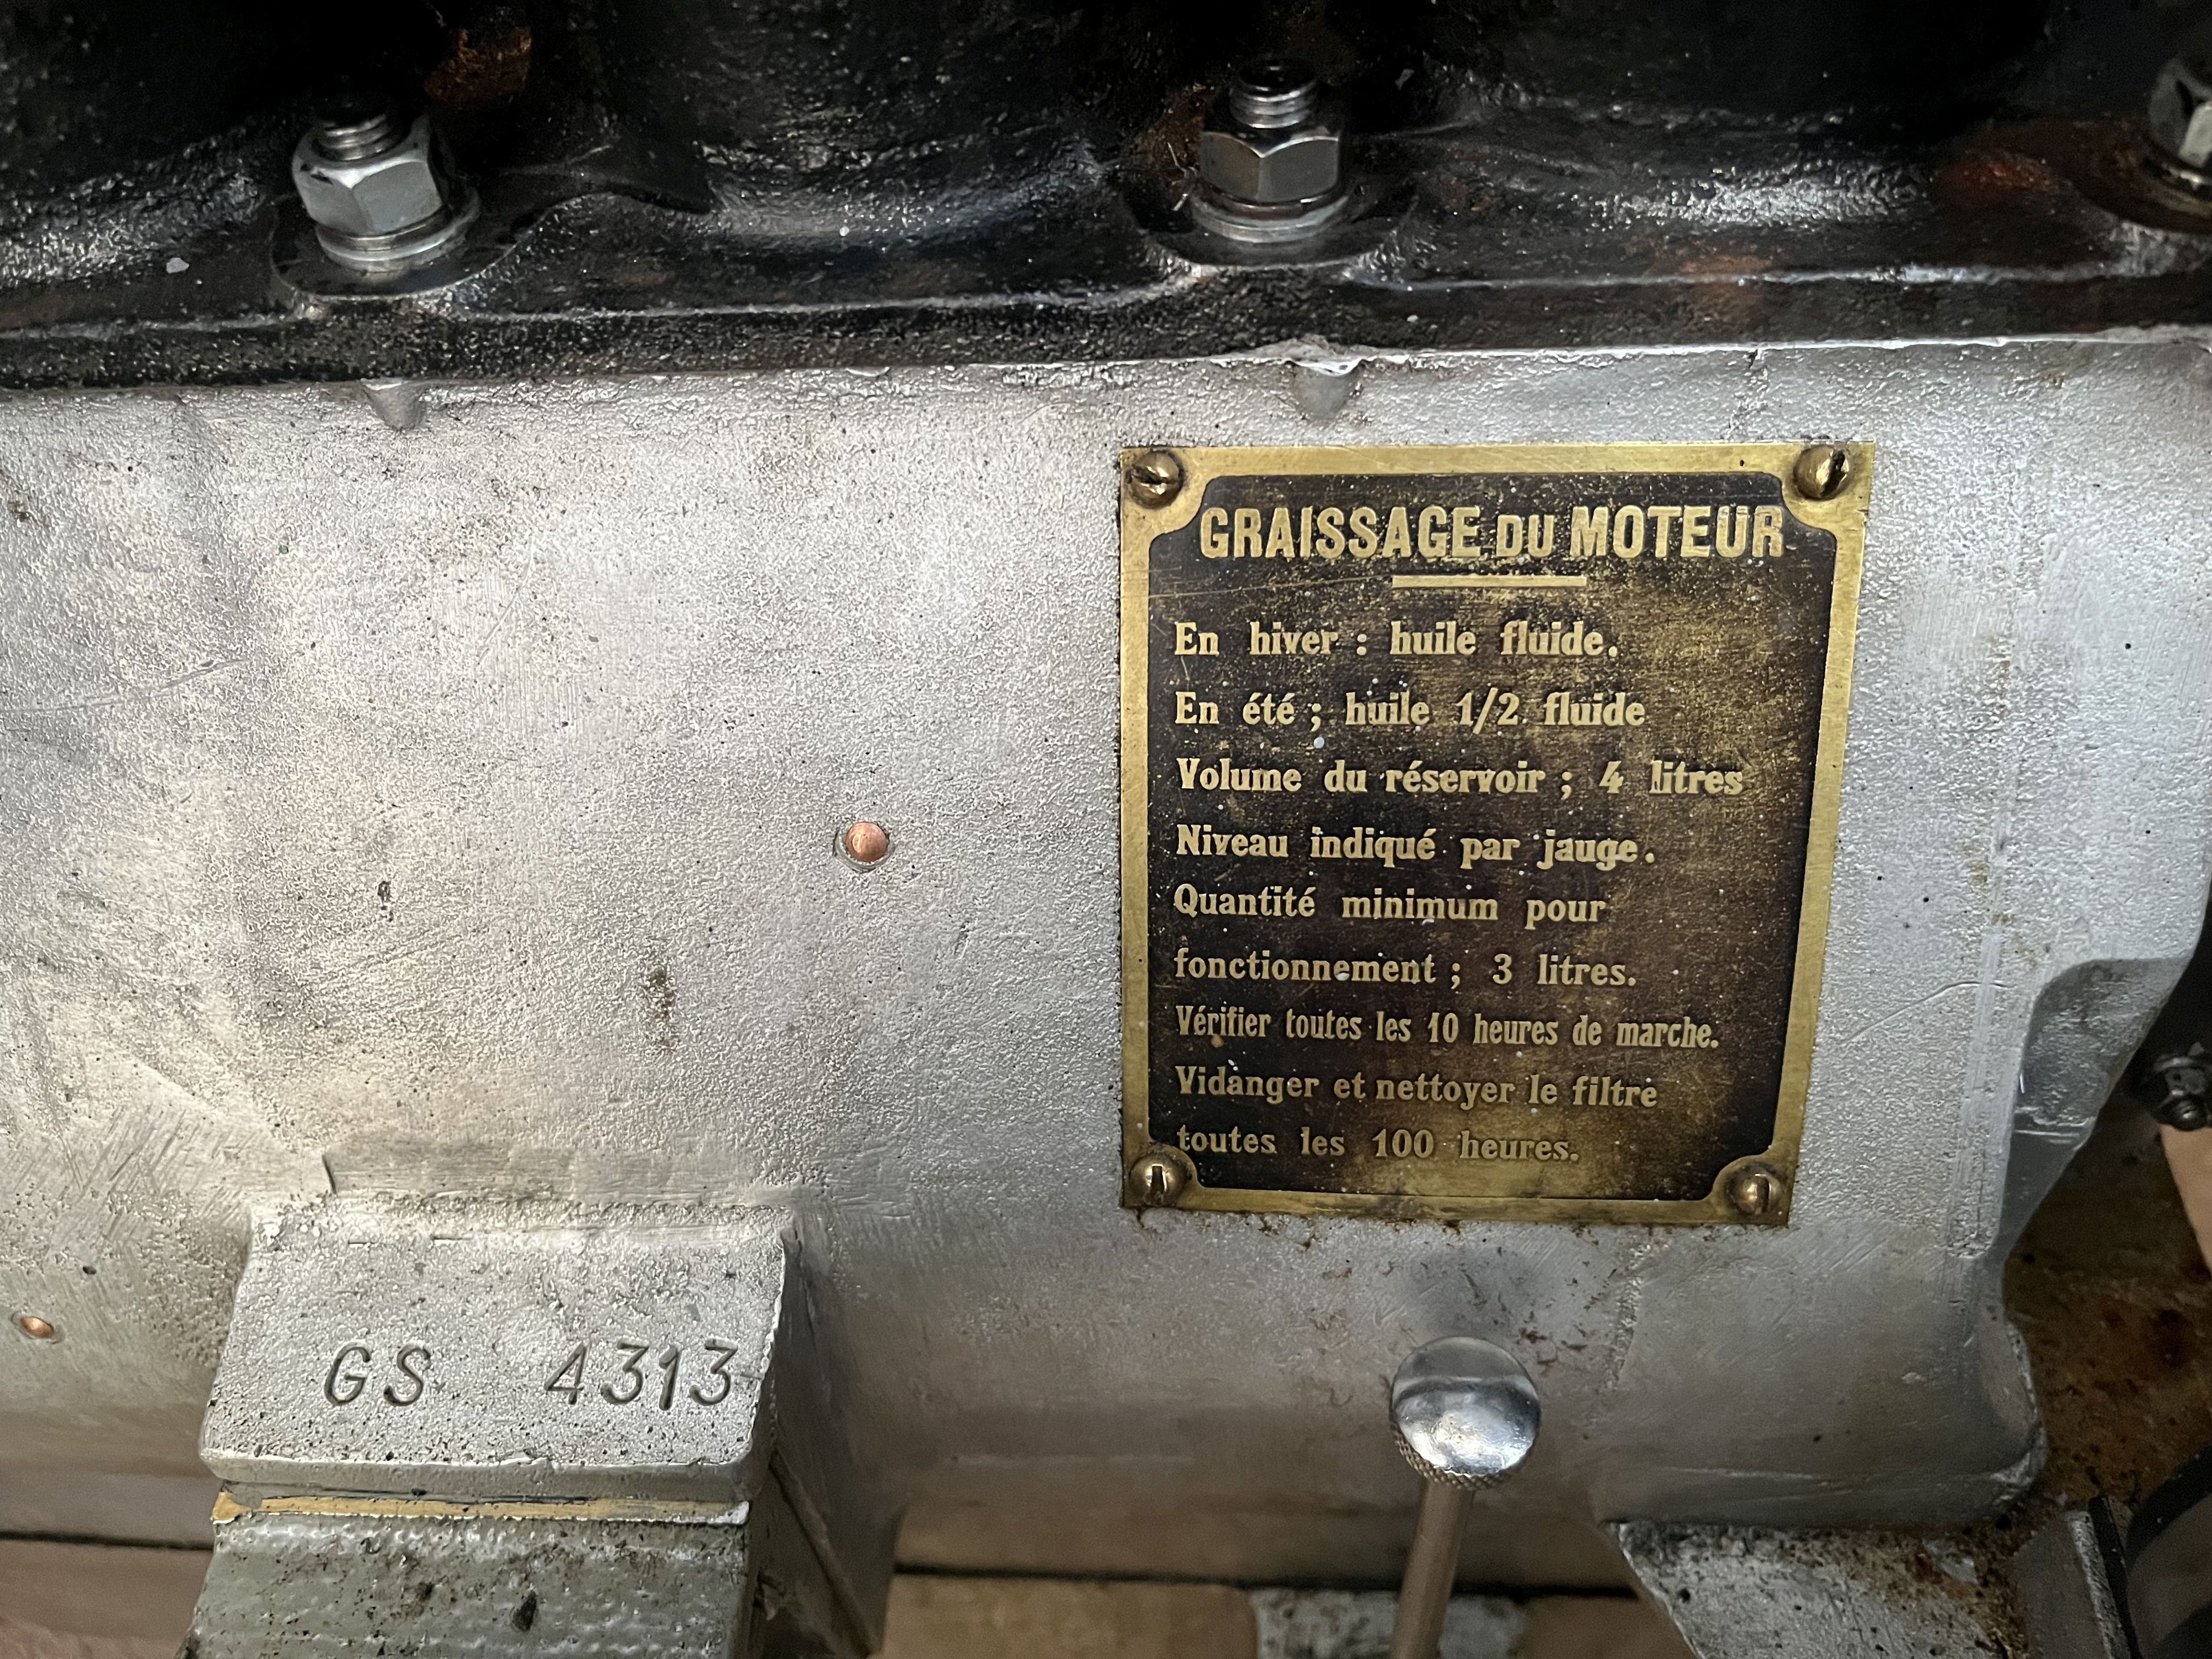 GRAISSAGE DU MOTEUR
En hiver : huile fluide.
En été ; huile 1/2 fluide
Volume du réservoir ; 4 litres
Niveau indiqué par jauge.
Quantité minimum pour
fonctionnement ; 3 litres.
Vérifier toutes les 10 heures de marche.
Vidanger et nettoyer le filtre
toutes les 100 heures.
GS 4313